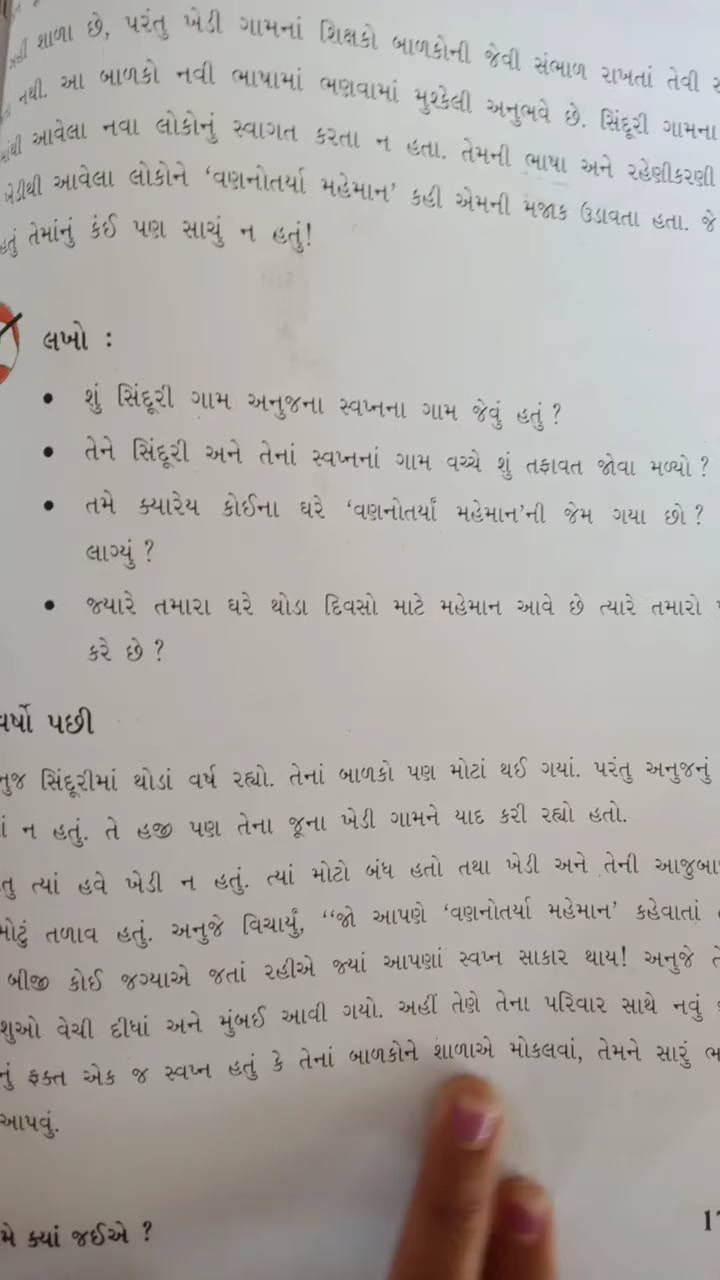 શાળા છે, પરંતુ ખેડી ગામનાં શિક્ષકો બાળકોની જેવી સંભાળ રાખતાં તેવી
નથી. આ બાળકો નવી ભાષામાં ભણવામાં મુશ્કેલી અનુભવે છે. સિંદૂરી ગામના
આવેલા નવા લોકોનું સ્વાગત કરતા ન હતા. તેમની ભાષા અને રહેણીકરણી
ખેડીથી આવેલા લોકોને ‘વણનોતર્યા મહેમાન’ કહી એમની મજાક ઉડાવતા હતા. જે
હતું તેમાંનું કંઈ પણ સાચું ન હતું!
લખો :
• શું સિંદૂરી ગામ અનુજના સ્વપ્નના ગામ જેવું હતું ?
• તેને સિંદૂરી અને તેનાં સ્વપ્નનાં ગામ વચ્ચે શું તફાવત જોવા મળ્યો ?
• તમે ક્યારેય કોઈના ઘરે ‘વણનોતર્યાં મહેમાન’ની જેમ ગયા છો ?
લાગ્યું ?
• જ્યારે તમારા ઘરે થોડા દિવસો માટે મહેમાન આવે છે ત્યારે તમારો
કરે છે ?
વર્ષો પછી
સિંદૂરીમાં થોડાં વર્ષ રહ્યો. તેનાં બાળકો પણ મોટાં થઈ ગયાં. પરંતુ અનુજનું
ન હતું. તે હજી પણ તેના જૂના ખેડી ગામને યાદ કરી રહ્યો હતો.
ત્યાં હવે ખેડી ન હતું. ત્યાં મોટો બંધ હતો તથા ખેડી અને તેની
મોટું તળાવ હતું. અનુજે વિચાર્યું, “જો આપણે ‘વણનોતર્યા મહેમાન’ કહેવાતાં
બીજી કોઈ જગ્યાએ જતાં રહીએ જ્યાં આપણાં સ્વપ્ન સાકાર થાય! અનુજે
વેચી દીધાં અને મુંબઈ આવી ગયો. અહીં તેણે તેના પરિવાર સાથે નવું
ફક્ત એક જ સ્વપ્ન હતું કે તેનાં બાળકોને શાળાએ મોકલવાં, તેમને સારું
આપવું.
ક્યાં જઈએ ?